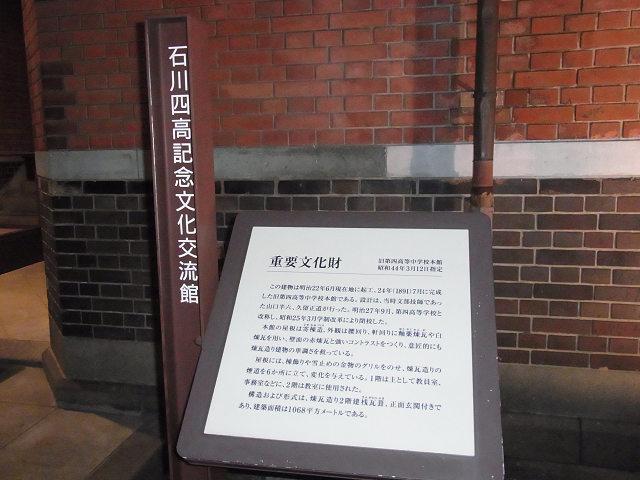 石川四高記念文化交流館
重要文化財
旧第四高等中学校本館
昭和44年3月12日指定
この建物は明治22年6月現在地に起工、24年(1891)7月に完成
した旧第四高等中学校本館である。設計は、当時文部技師であっ
た山口半六、久留正道が行った。明治27年9月、第四高等学校と
改称し、昭和25年3月学制改革により閉校した。
本館の屋根は寄棟造、外観は腰回り、軒回りに釉薬煉瓦や白
煉瓦を用い、壁面の赤煉瓦と強いコントラストをつくり、意匠的にも
煉瓦造り建物の単調さを救っている。
屋根には、棟飾りや雪止めの金物のグリルをのせ、煉瓦造りの
煙道を6か所に立て、変化を与えている。1階は主として教員室、
事務室などに、2階は教室に使用された。
構造および形式は、煉瓦造り2階建桟瓦葺、正面玄関付きで
あり、建築面積は1068平方メートルである。